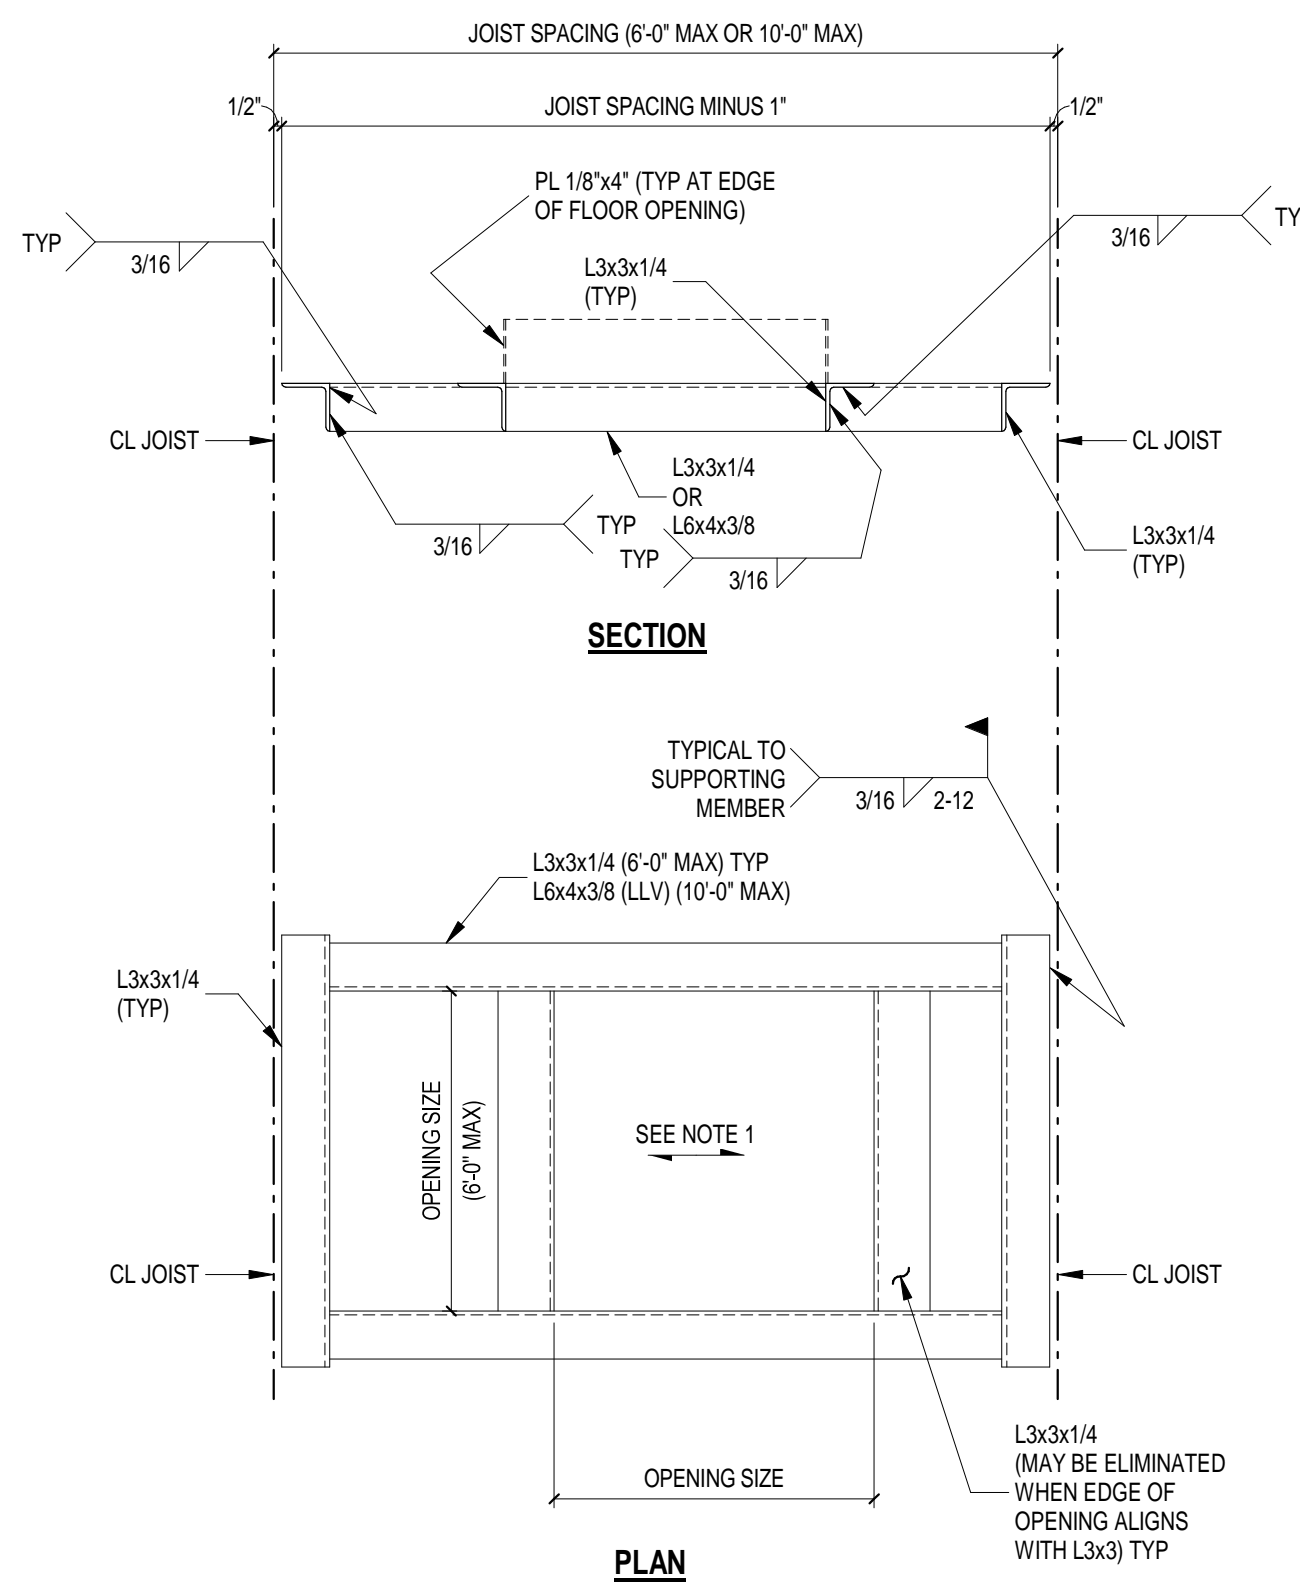 JOIST SPACING (6'-0" MAX OR 10'-0" MAX)
1/2"
JOIST SPACING MINUS 1"
1/2"
PL 1/8"x4" (TYP AT EDGE
OF FLOOR OPENING)
TYP
3/16
L3x3x1/4
(TYP)
3/16
TY
CL JOIST
CL JOIST
L3x3x1/4
OR
L6x4x3/8
TYP
3/16
TYP
3/16
L3x3x1/4
(TYP)
SECTION
TYPICAL TO
SUPPORTING
MEMBER
3/16
2-12
L3x3x1/4 (6'-0" MAX) TYP
L6x4x3/8 (LLV) (10'-0" MAX)
L3x3x1/4
(TYP)
OPENING SIZE
(6'-0" MAX)
SEE NOTE 1
CL JOIST
CL JOIST
OPENING SIZE
L3x3x1/4
(MAY BE ELIMINATED
WHEN EDGE OF
OPENING ALIGNS
WITH L3x3) TYP
PLAN